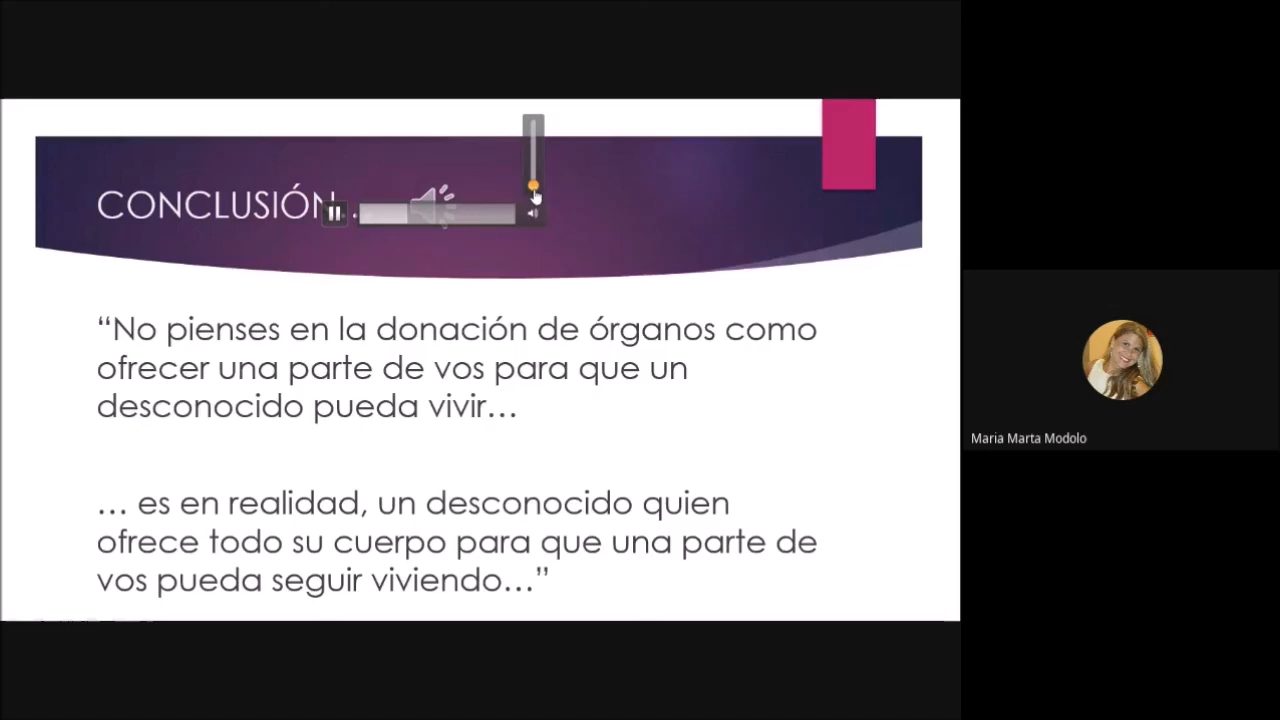 CONCLUSIÓN..
“No pienses en la donación de órganos como
ofrecer una parte de vos para que un
desconocido pueda vivir…
… es en realidad, un desconocido quien
ofrece todo su cuerpo para que una parte de
vos pueda seguir viviendo…”
Maria Marta Modolo